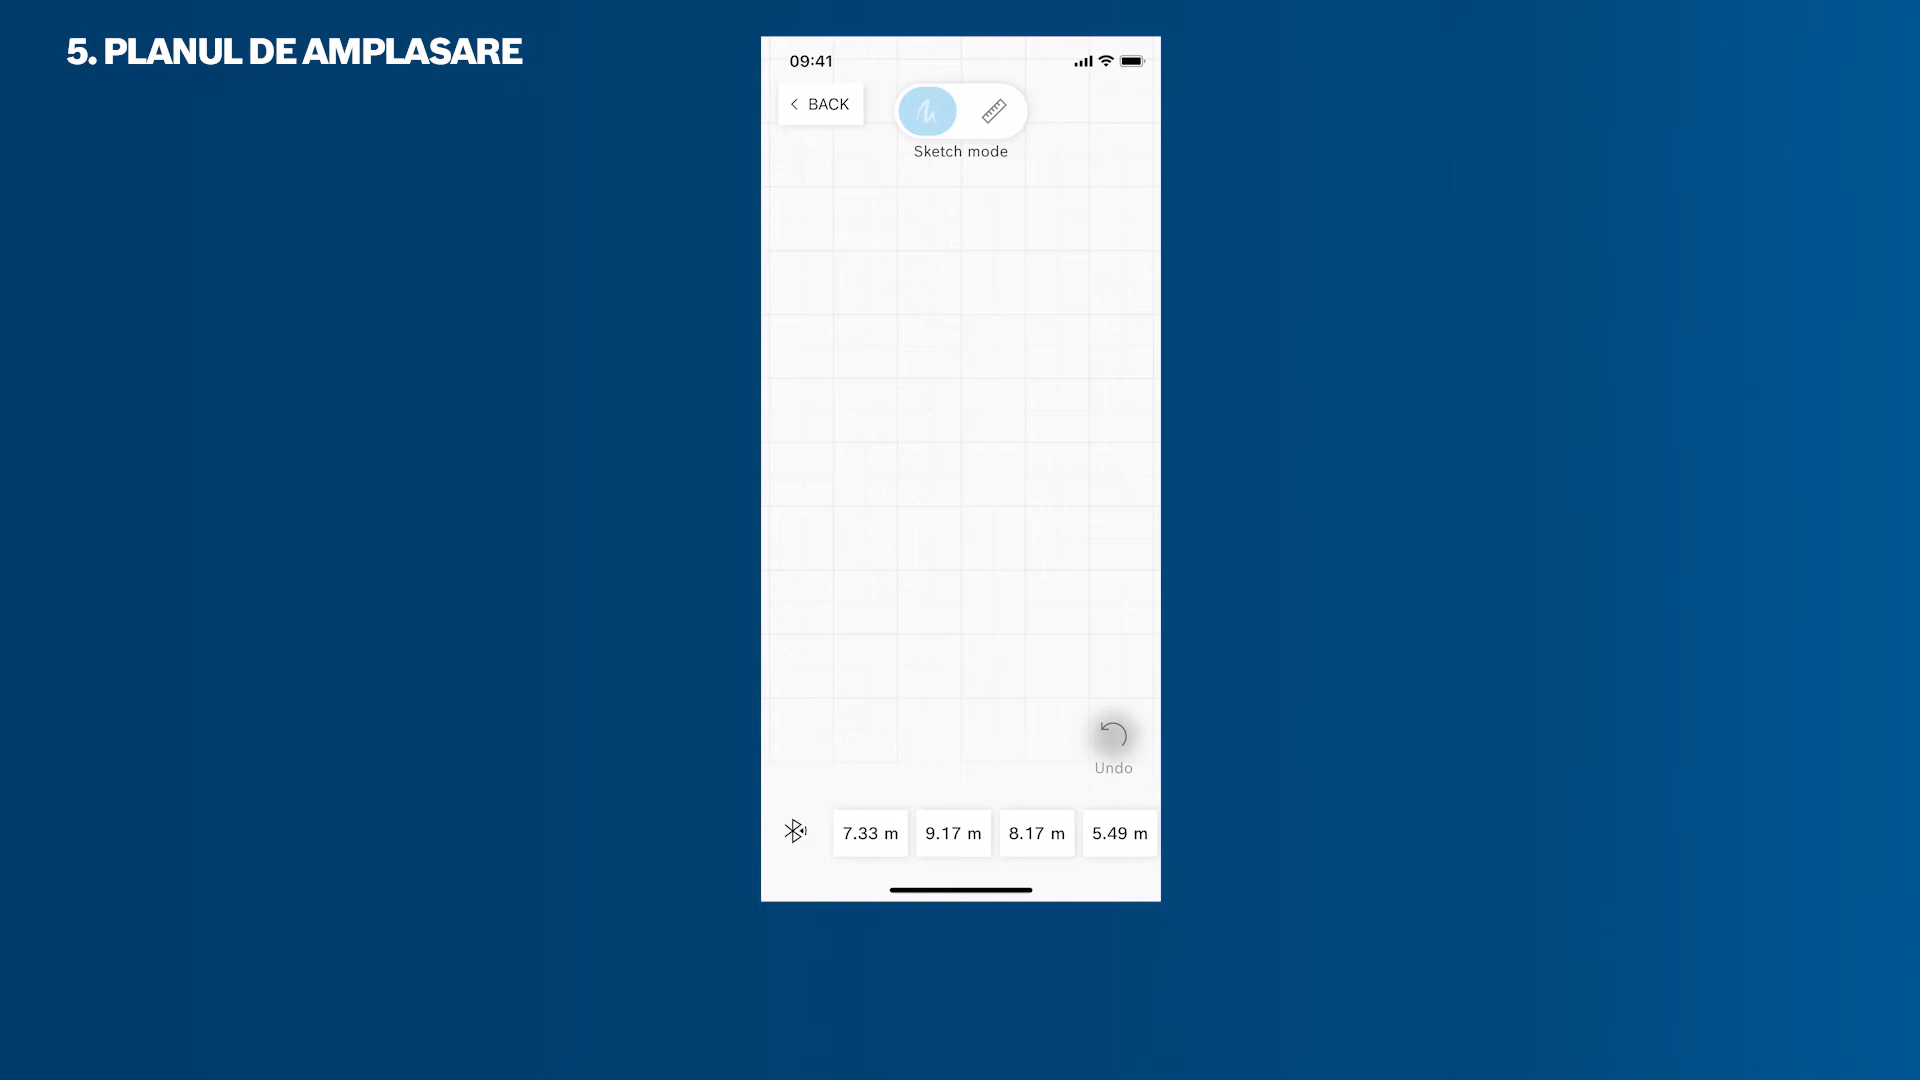 5. PLANUL DE AMPLASARE
09:41
BACK
Sketch mode
Undo
7.33 m 9.17 m 8.17 m 5.49 m